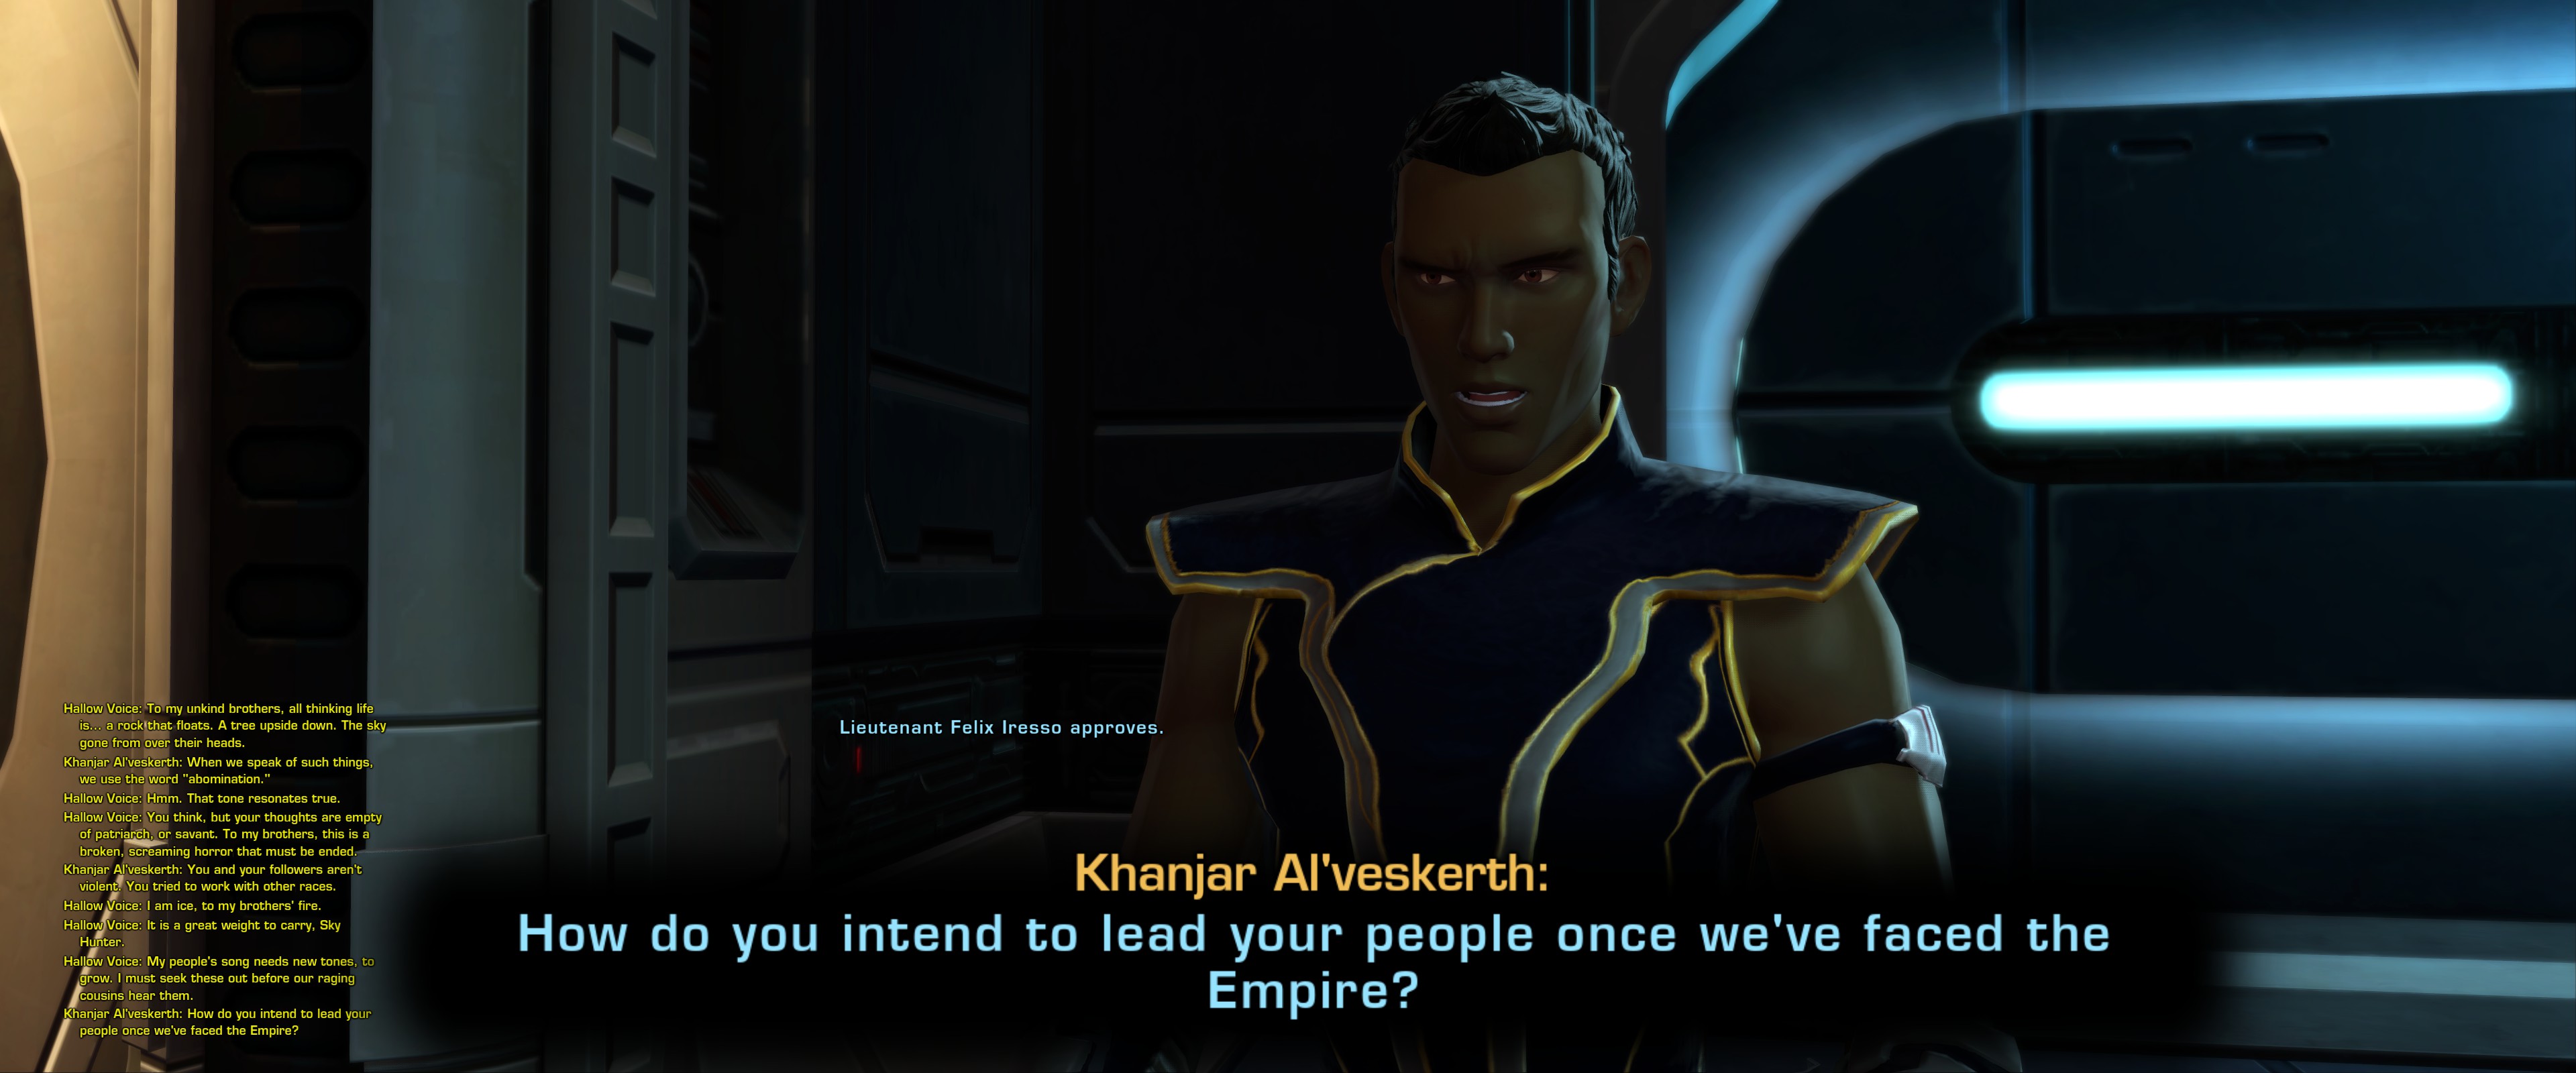 Hallow Voice: To my unkind brothers, all thinking life
is... a rock that floats. A tree upside down. The sky
gone from over their heads.
Khanjar Al'veskerth: When we speak of such things,
we use the word "abomination."
Hallow Voice: Hmm. That tone resonates true.
Hallow Voice: You think, but your thoughts are empty
of patriarch, or savant. To my brothers, this is a
broken, screaming horror that must be ended.
Khanjar Al'veskerth: You and your followers aren't
violent. You tried to work with other races.
Hallow Voice: I am ice, to my brothers' fire.
Hallow Voice: It is a great weight to carry, Sky
Hunter.
Hallow Voice: My people's song needs new tones, to
grow. I must seek these out before our raging
cousins hear them.
Khanjar Al'veskerth: How do you intend to lead your
people once we've faced the Empire?
Lieutenant Felix Iresso approves.
Khanjar Al'veskerth:
How do you intend to lead your people once we've faced the
Empire?